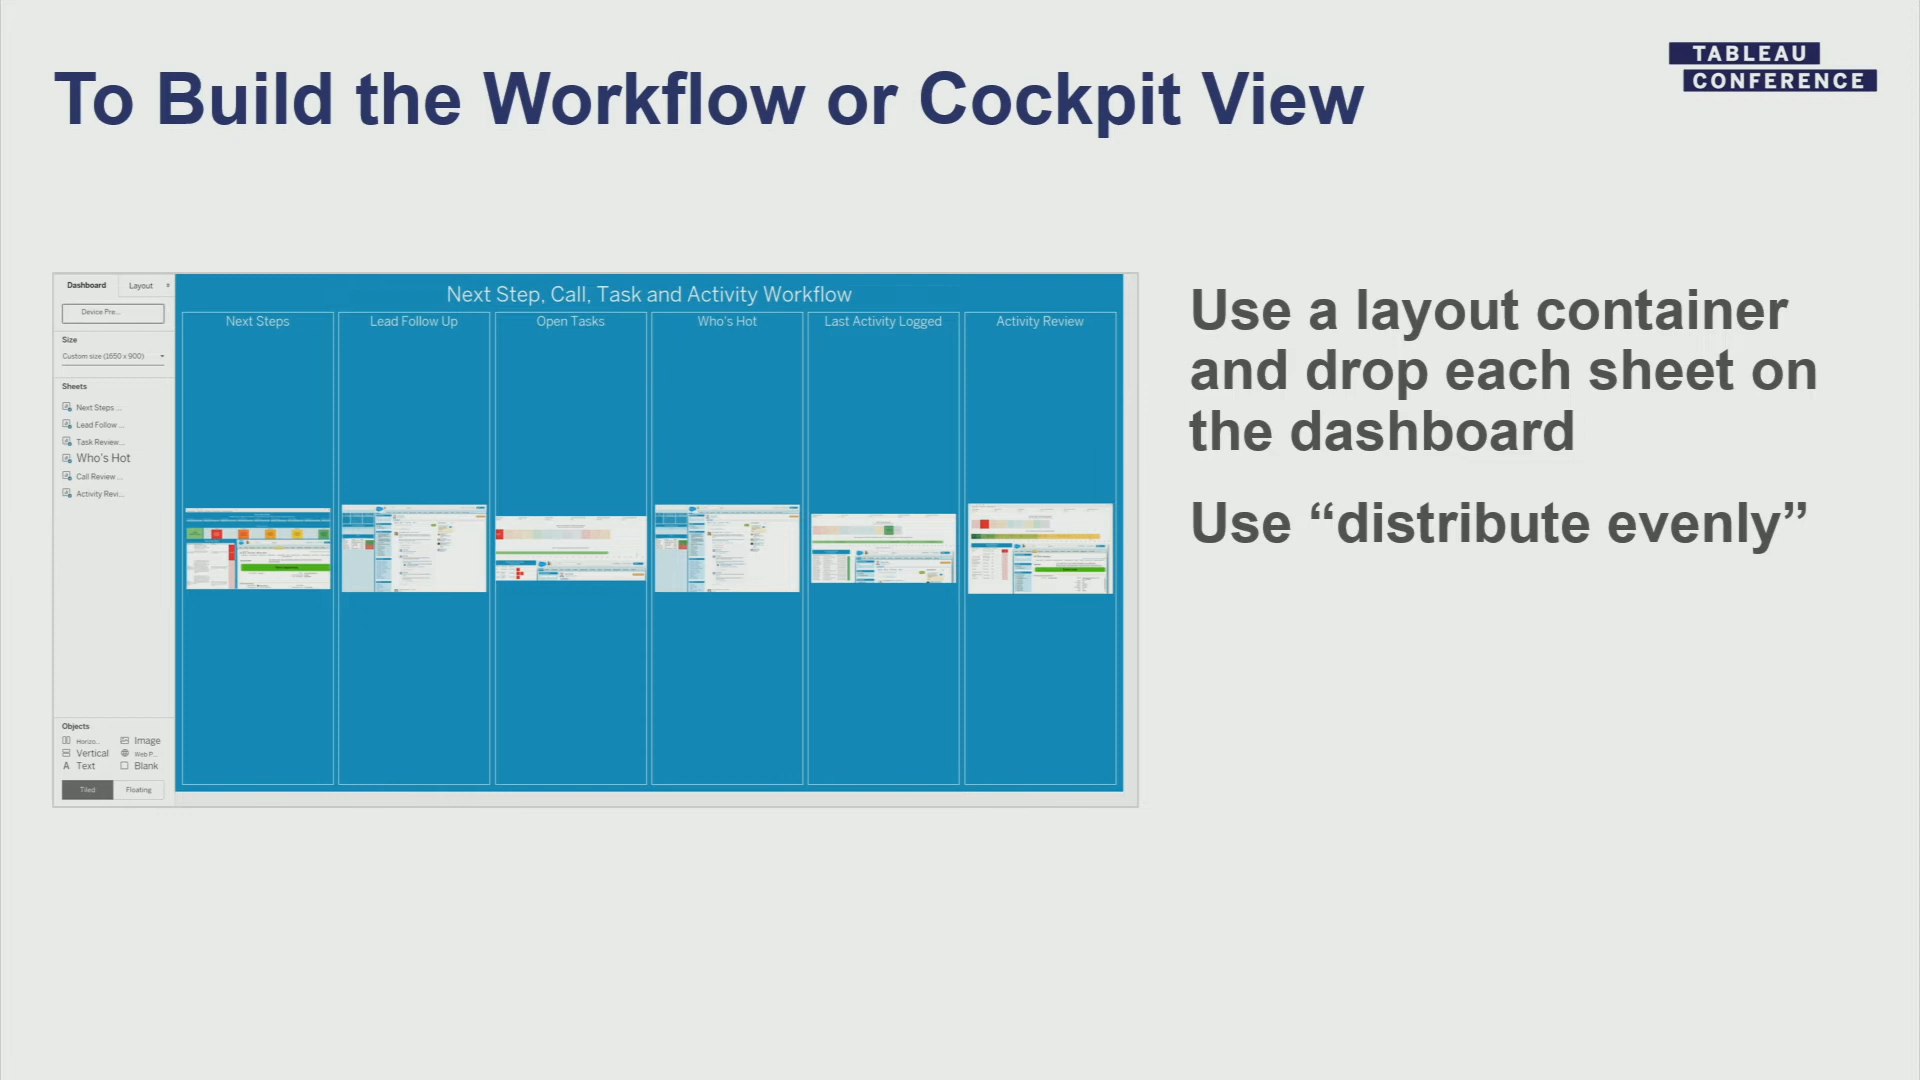 To Build the Workflow or Cockpit View
TABLEAU
CONFERENCE
Dashboard
Layout
Device Pre...
Size
Custom size (1650 x 900)
Sheets
Next Steps ...
Lead Follow ...
Task Review...
Who's Hot
Call Review ...
Activity Revi...
Objects
Horizo...
Image
Vertical
Web P...
A Text
Blank
Tiled
Floating
Next Step, Call, Task and Activity Workflow
Next Steps
Lead Follow Up
Open Tasks
Who's Hot
Last Activity Logged
Activity Review
Use a layout container
and drop each sheet on
the dashboard
Use “distribute evenly”